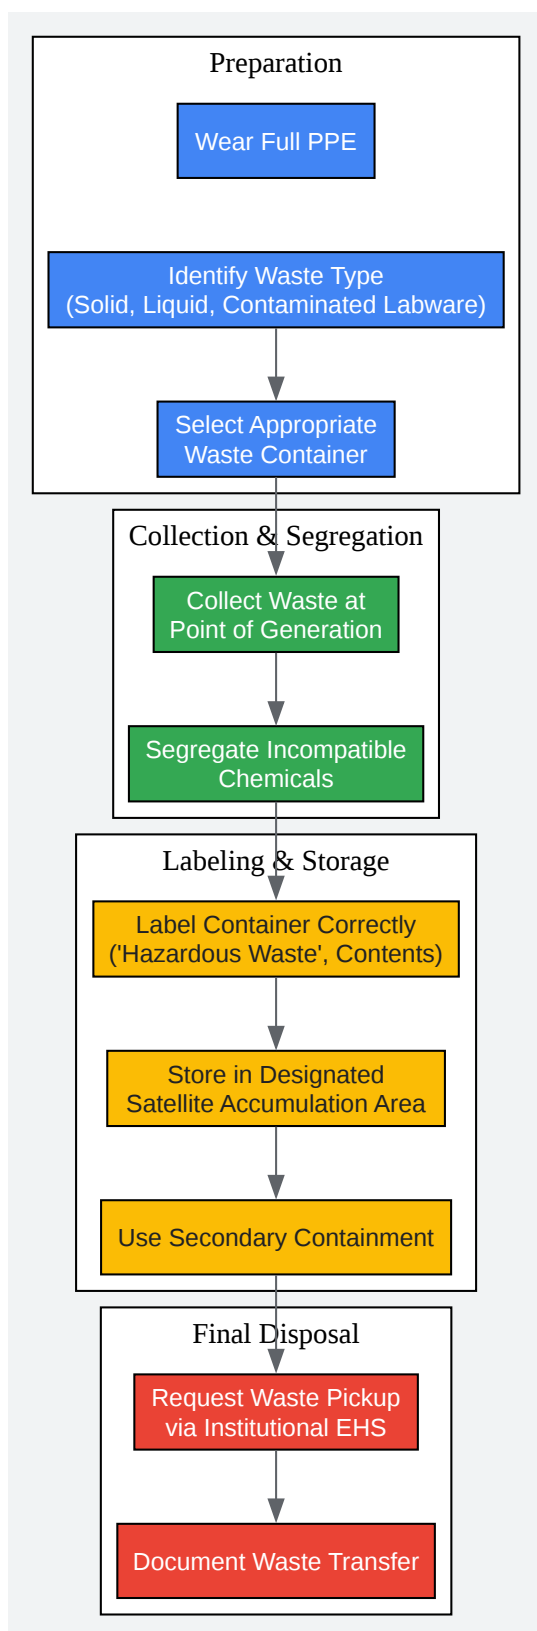 Preparation
Wear Full PPE
Identify Waste Type
(Solid, Liquid, Contaminated Labware)
Select Appropriate
Waste Container
Collection & Segregation
Collect Waste at
Point of Generation
Segregate Incompatible
Chemicals
Labeling & Storage
Label Container Correctly
('Hazardous Waste', Contents)
Store in Designated
Satellite Accumulation Area
Use Secondary Containment
Final Disposal
Request Waste Pickup
via Institutional EHS
Document Waste Transfer